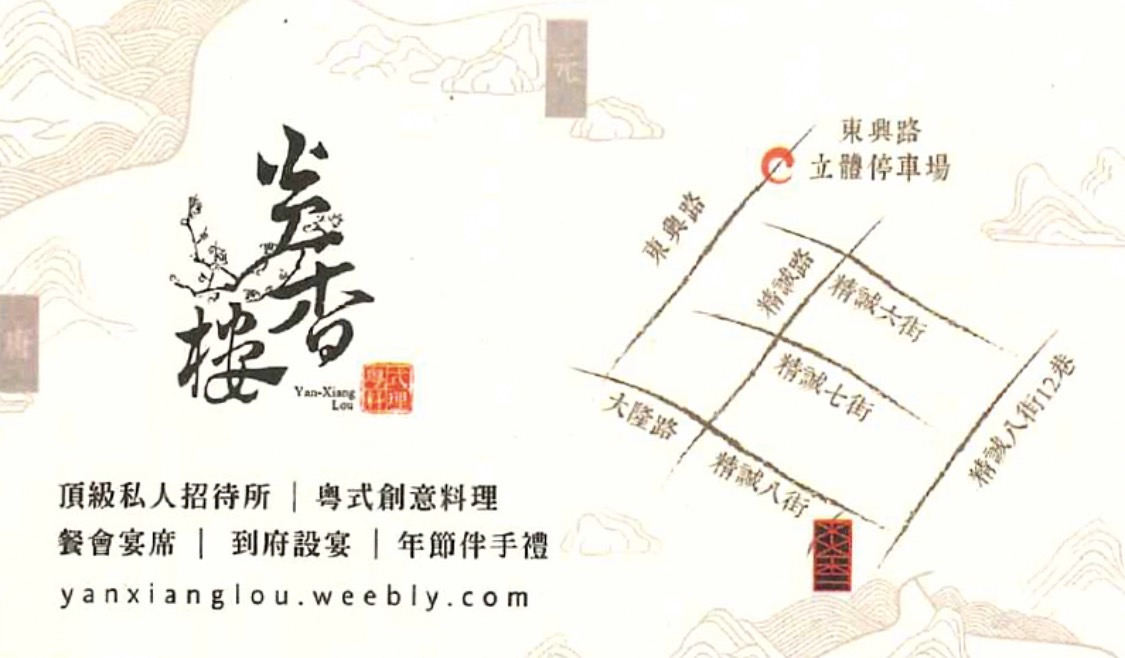 元
香
樓
Yan-Xiang
Lou
粵式料理
頂級私人招待所｜粵式創意料理
餐會宴席｜到府設宴｜年節伴手禮
yanxianglou.weebly.com
東興路
立體停車場
東興路
精誠路
精誠六街
精誠七街
大隆路
精誠八街
精誠八街12巷